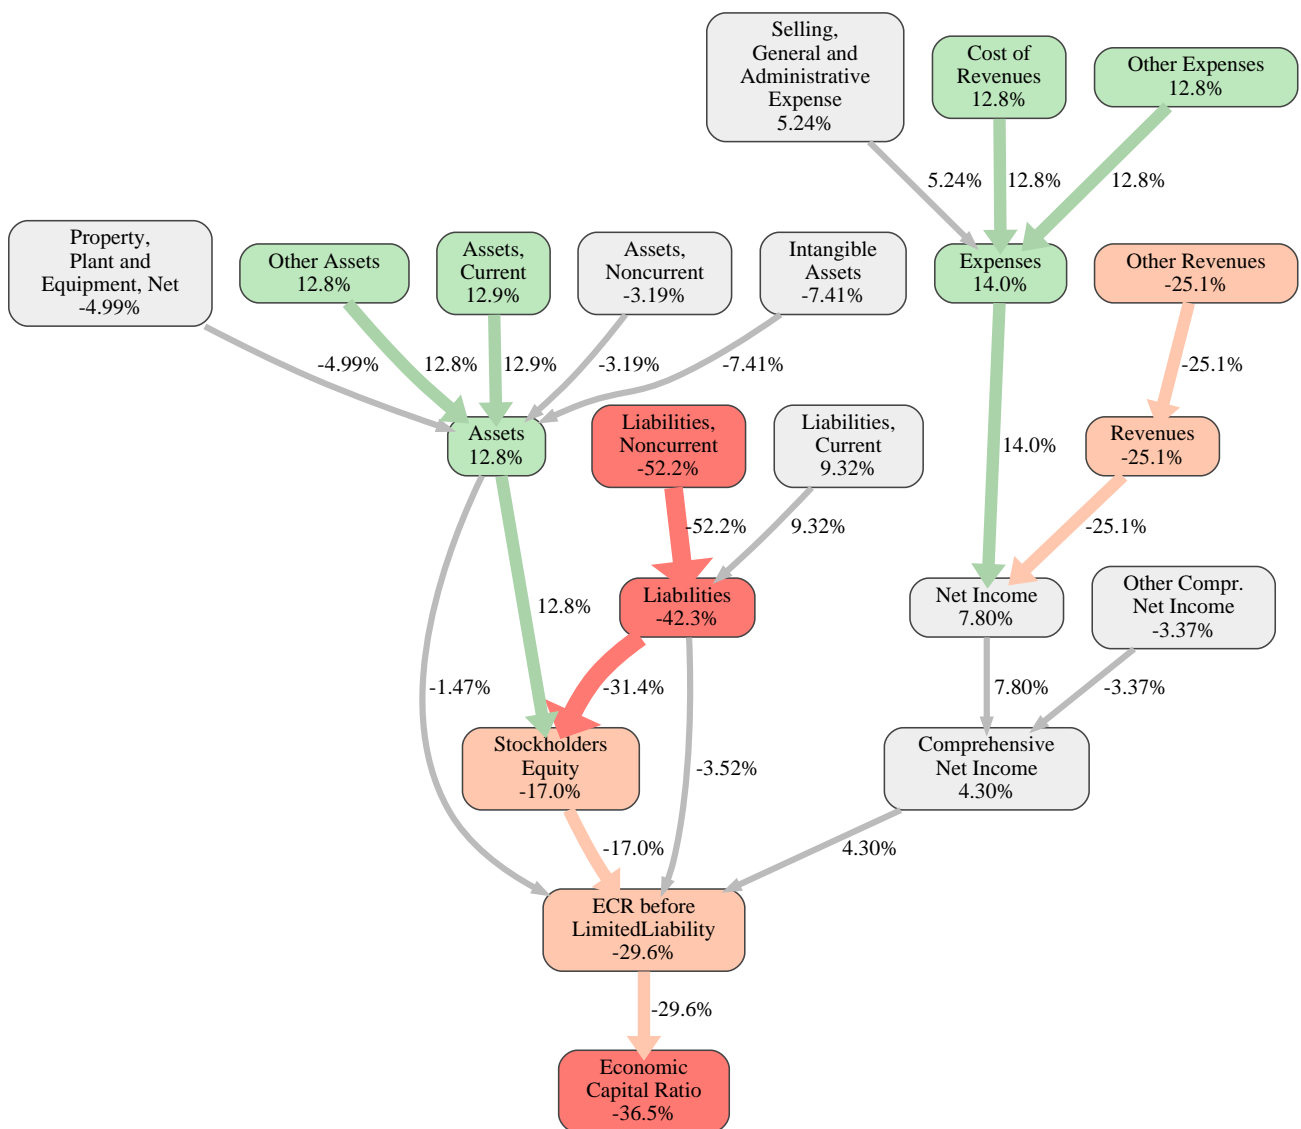 Selling,
General and
Administrative
Expense
5.24%
Cost of
Revenues
12.8%
Other Expenses
12.8%
5.24%
12.8%
12.8%
Property,
Plant and
Equipment, Net
-4.99%
Other Assets
12.8%
Assets,
Current
12.9%
Assets,
Noncurrent
-3.19%
Intangible
Assets
-7.41%
Expenses
14.0%
Other Revenues
-25.1%
-4.99%
12.8%
12.9%
-3.19%
-7.41%
-25.1%
Assets
12.8%
Liabilities,
Noncurrent
-52.2%
Liabilities,
Current
9.32%
14.0%
Revenues
-25.1%
-52.2%
9.32%
-25.1%
12.8%
Liabilities
-42.3%
Net Income
7.80%
Other Compr.
Net Income
-3.37%
-1.47%
-31.4%
7.80%
-3.37%
Stockholders
Equity
-17.0%
-3.52%
Comprehensive
Net Income
4.30%
-17.0%
4.30%
ECR before
LimitedLiability
-29.6%
-29.6%
Economic
Capital Ratio
-36.5%